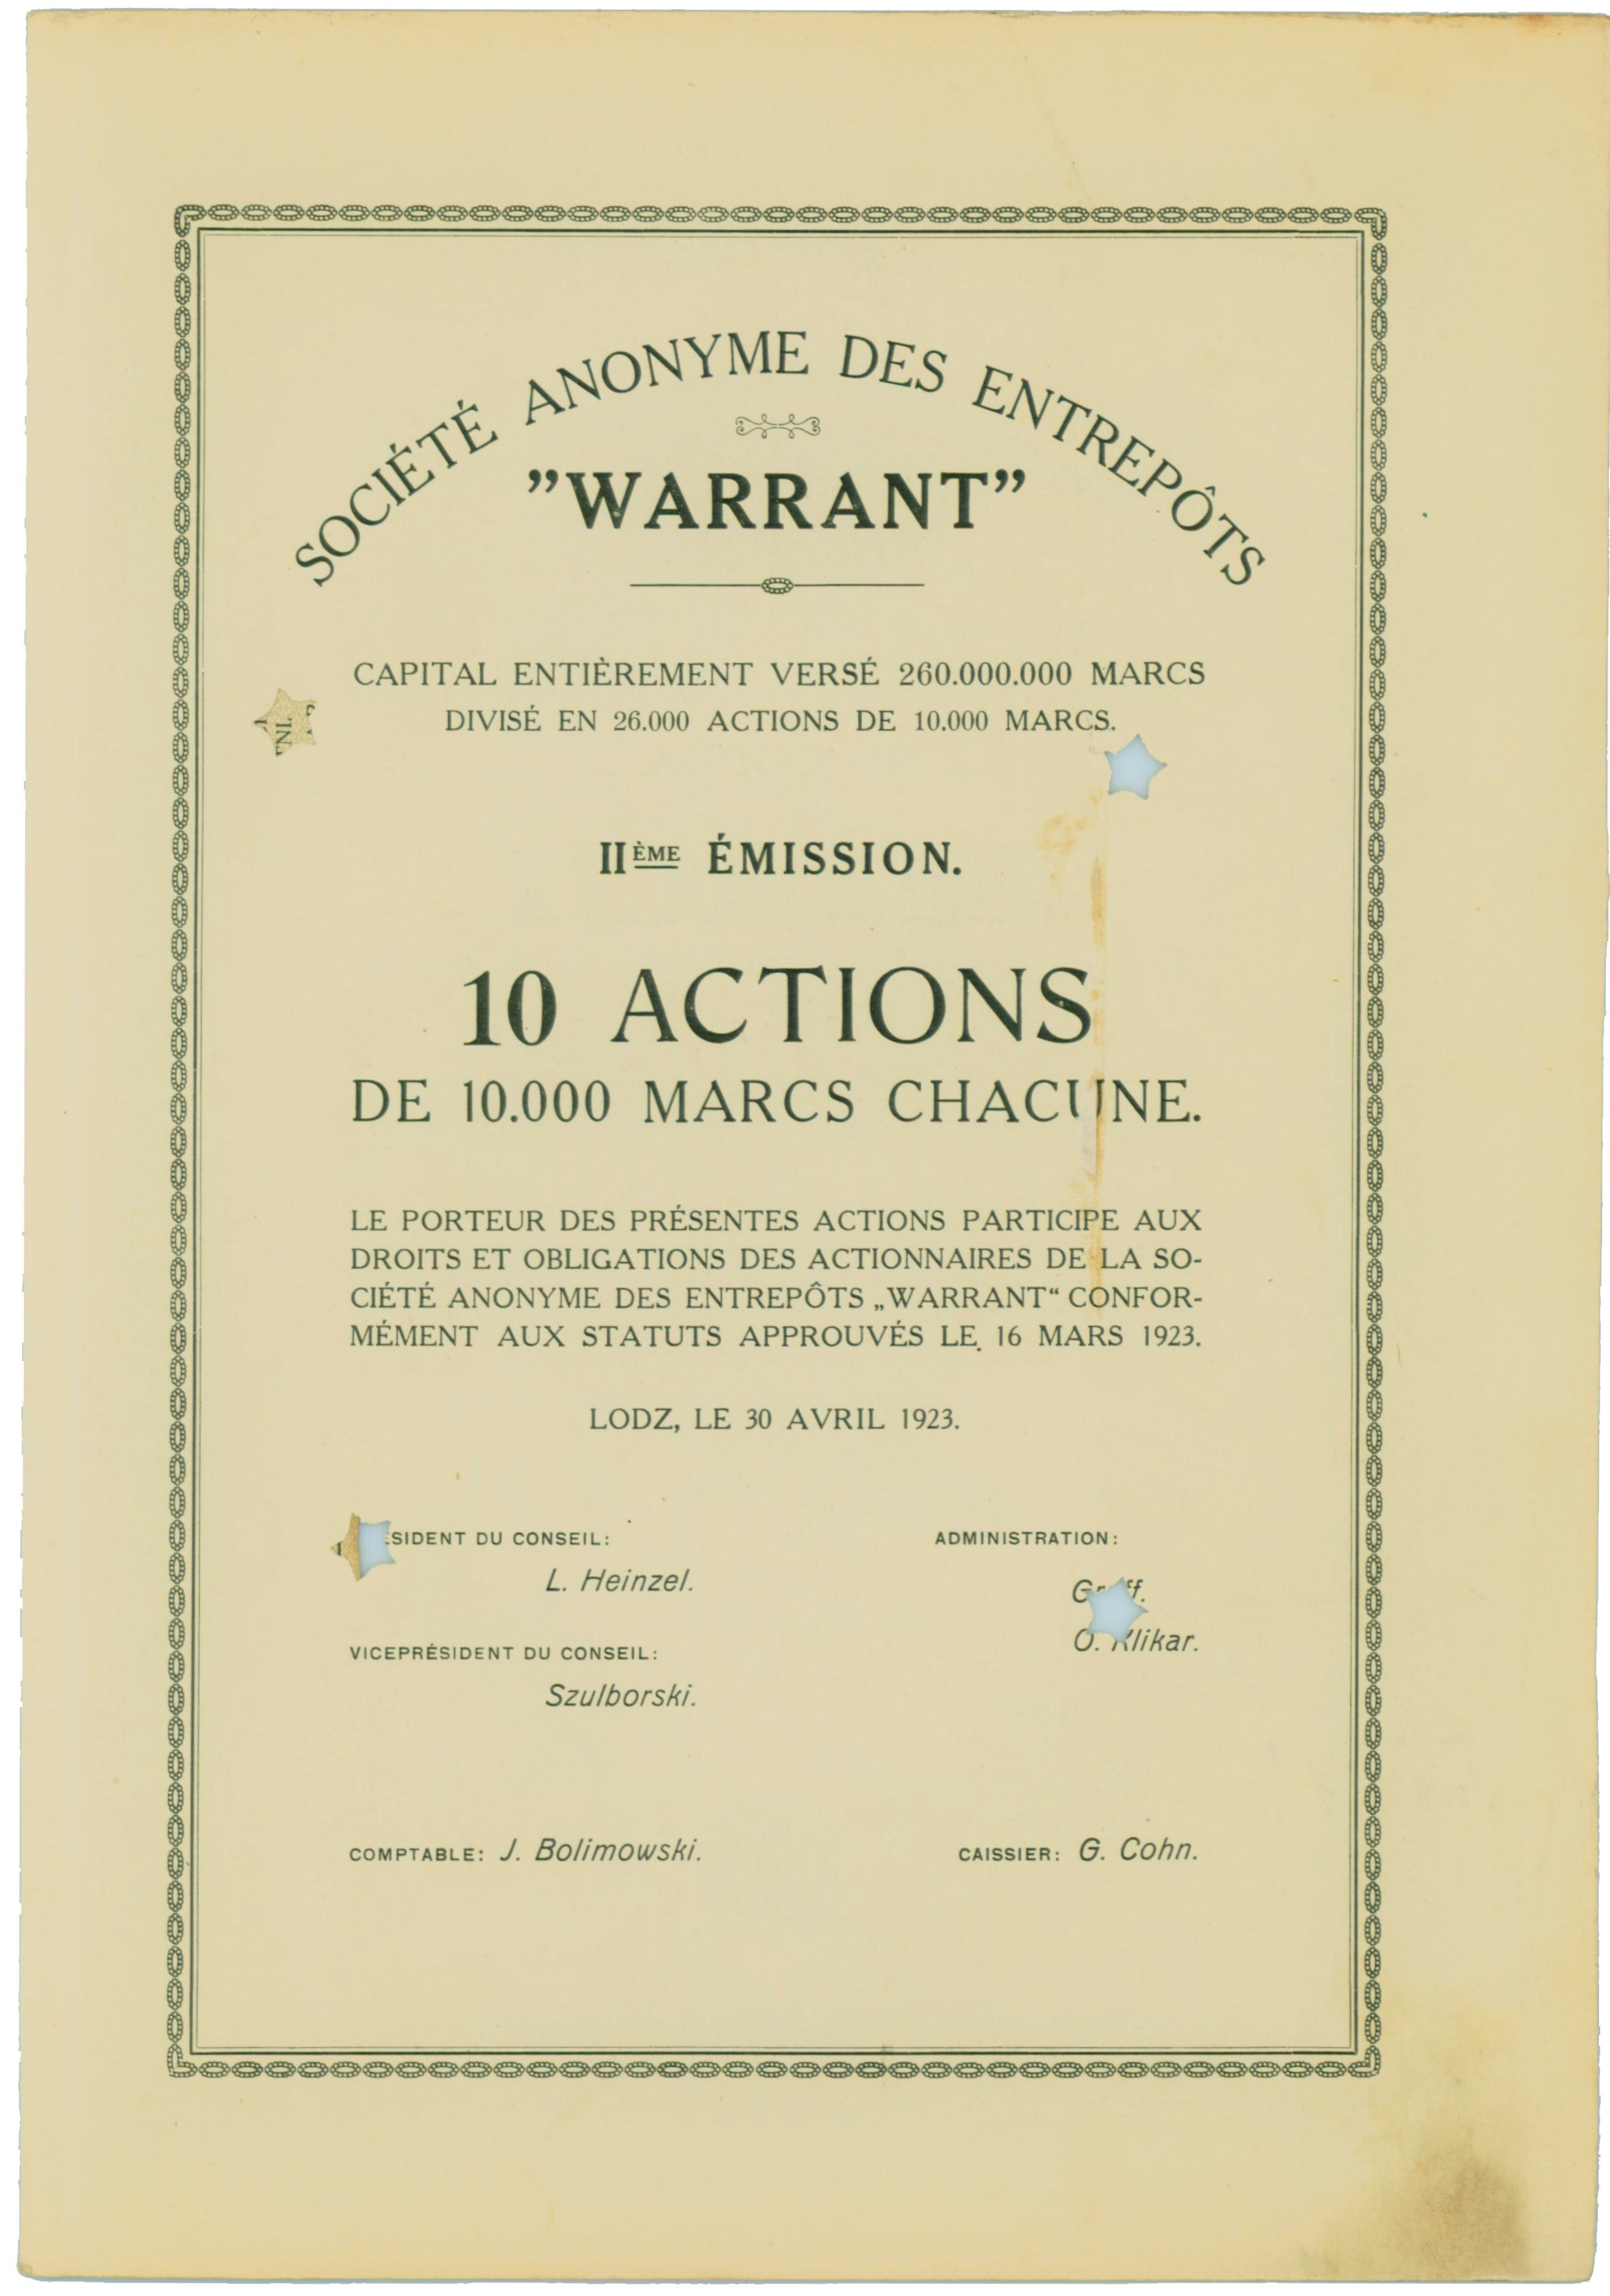 SOCIÉTÉ ANONYME DES ENTREPÔTS
"WARRANT"
CAPITAL ENTIÈREMENT VERSÉ 260.000.000 MARCS
DIVISÉ EN 26.000 ACTIONS DE 10.000 MARCS.
IIÈME ÉMISSION.
10 ACTIONS
DE 10.000 MARCS CHACUNE.
LE PORTEUR DES PRÉSENTES ACTIONS PARTICIPE AUX
DROITS ET OBLIGATIONS DES ACTIONNAIRES DE LA SO-
CIÉTÉ ANONYME DES ENTREPÔTS „WARRANT“ CONFOR-
MÉMENT AUX STATUTS APPROUVÉS LE 16 MARS 1923.
LODZ, LE 30 AVRIL 1923.
DU CONSEIL:
L. Heinzel.
VICEPRÉSIDENT DU CONSEIL:
Szulborski.
ADMINISTRATION:
O. Klikar.
COMPTABLE: J. Bolimowski.
CAISSIER: G. Cohn.